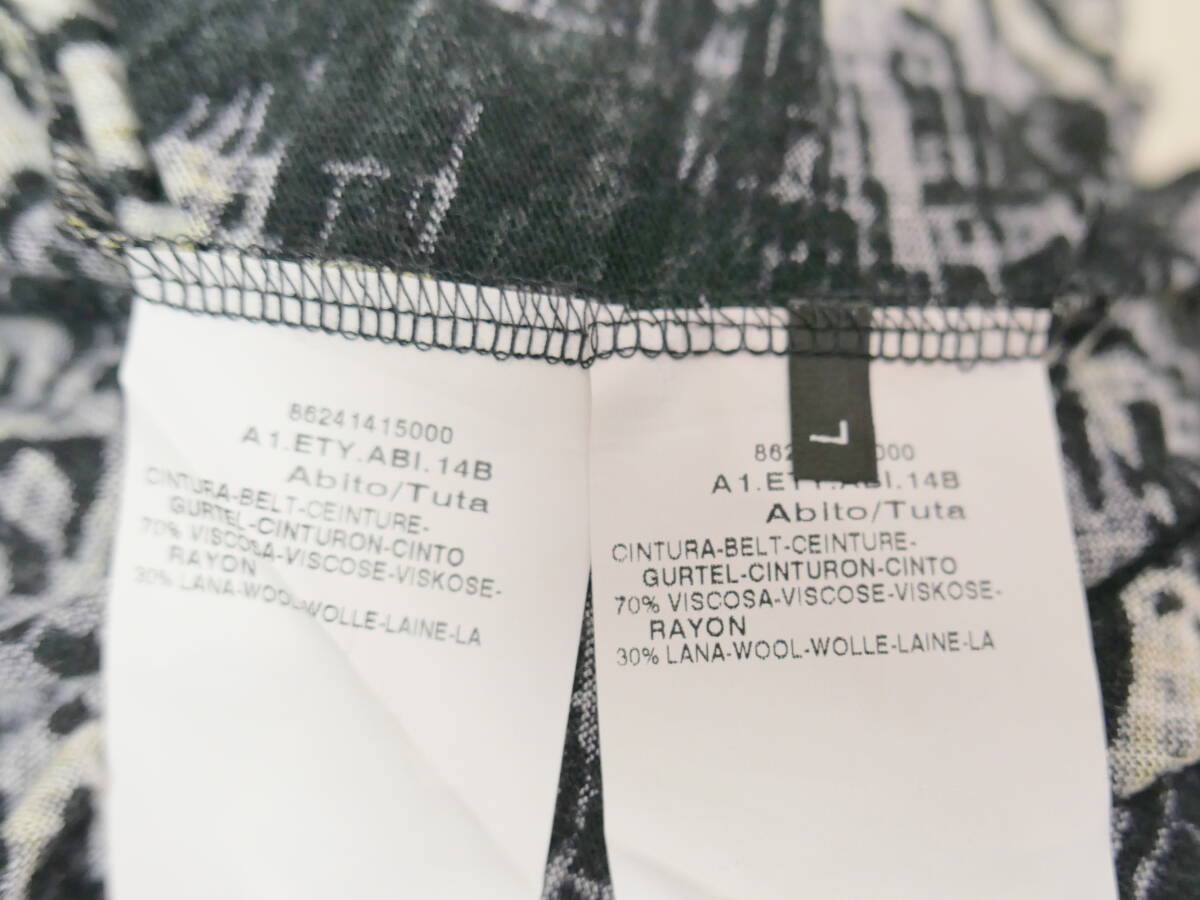 86241415000
A1.ETY.ABI.14B
Abito/Tuta
CINTURA-BELT-CEINTURE-
GURTEL-CINTURON-CINTO
70% VISCOSA-VISCOSE-VISKOSE-
RAYON
30% LANA-WOOL-WOLLE-LAINE-LA
L
862 000
A1.ETY.ABI.14B
Abito/Tuta
CINTURA-BELT-CEINTURE-
GURTEL-CINTURON-CINTO
70% VISCOSA-VISCOSE-VISKOSE-
RAYON
30% LANA-WOOL-WOLLE-LAINE-LA